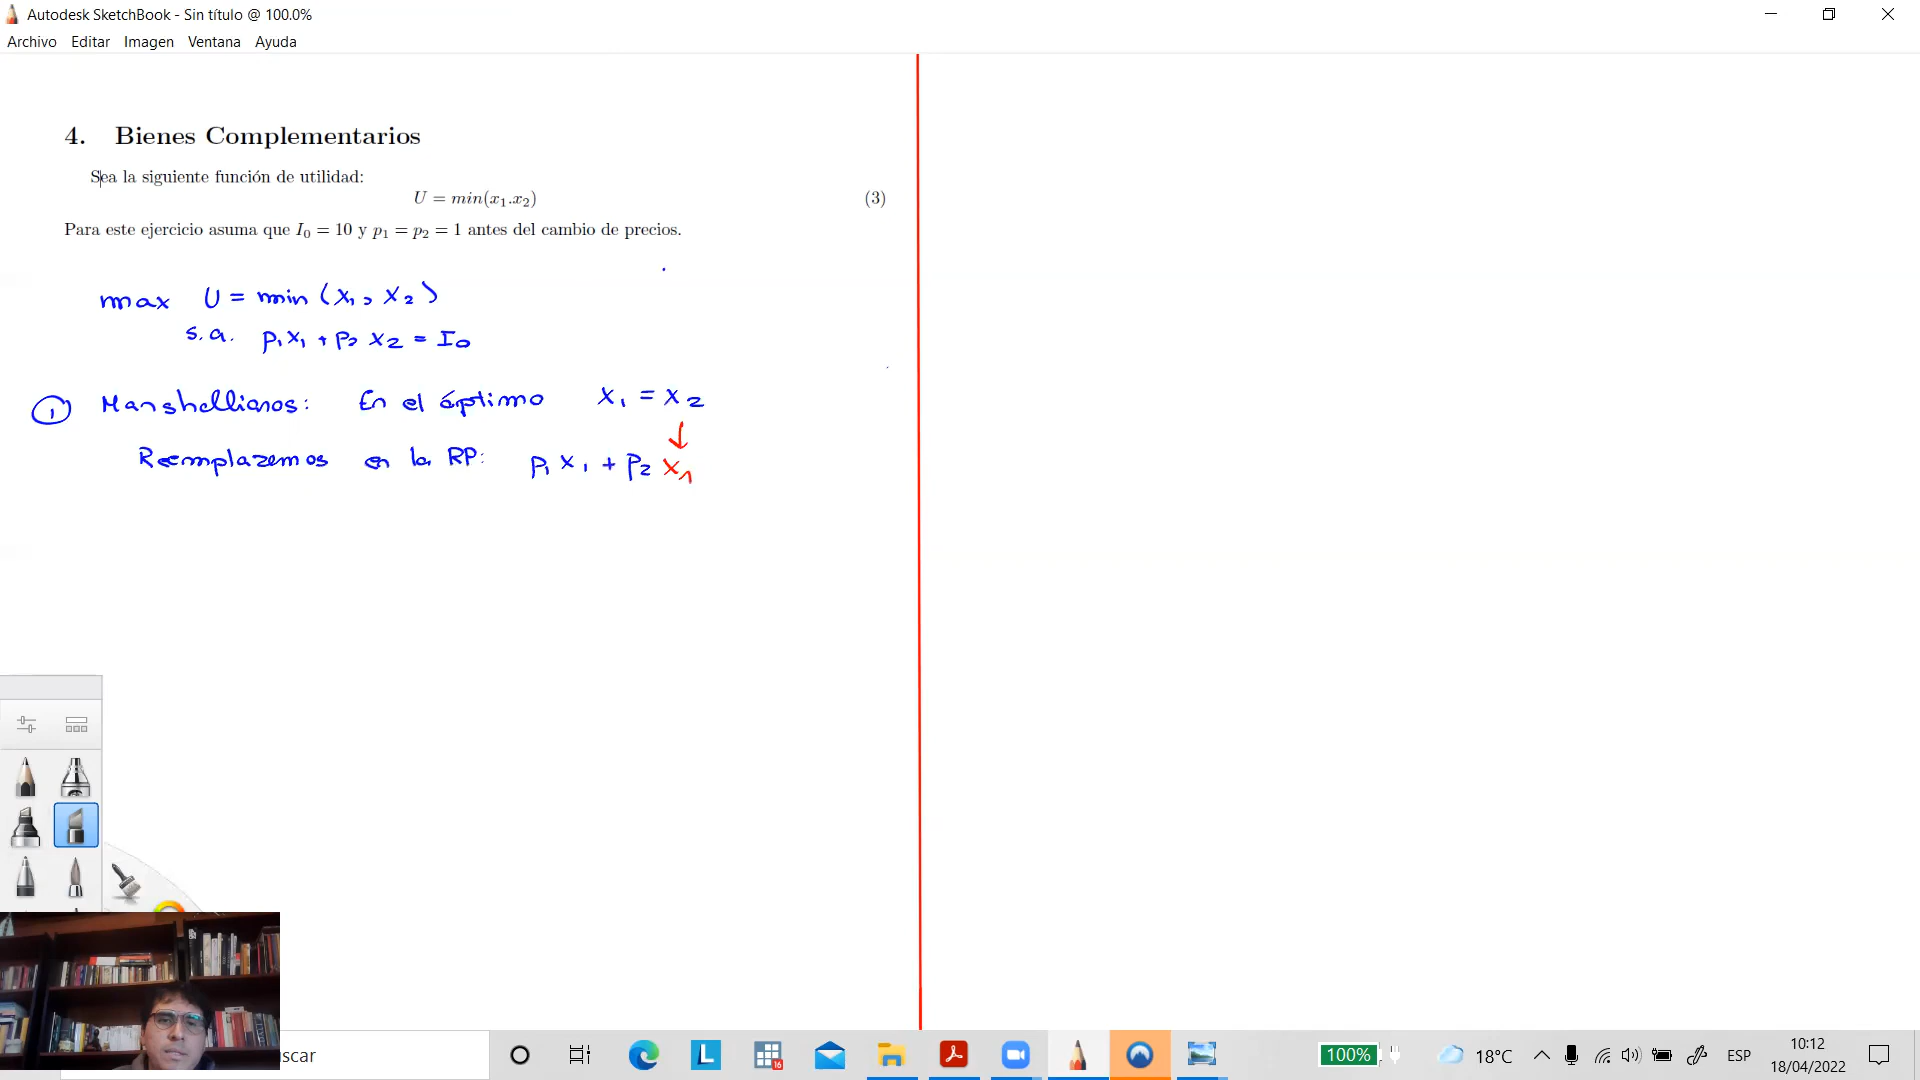 Autodesk SketchBook - Sin título @ 100.0%
Archivo Editar Imagen Ventana Ayuda
4. Bienes Complementarios
Sea la siguiente función de utilidad:
U = min(x₁.x₂) (3)
Para este ejercicio asuma que I₀ = 10 y p₁ = p₂ = 1 antes del cambio de precios.
max U = min (x₁, x₂)
s.a. p₁x₁ + p₂ x₂ = I₀
① Marshellianos: En el óptimo x₁ = x₂
Reemplazemos en la RP: p₁ x₁ + p₂ x₁
scar
16
100% 18°C ESP
10:12
18/04/2022